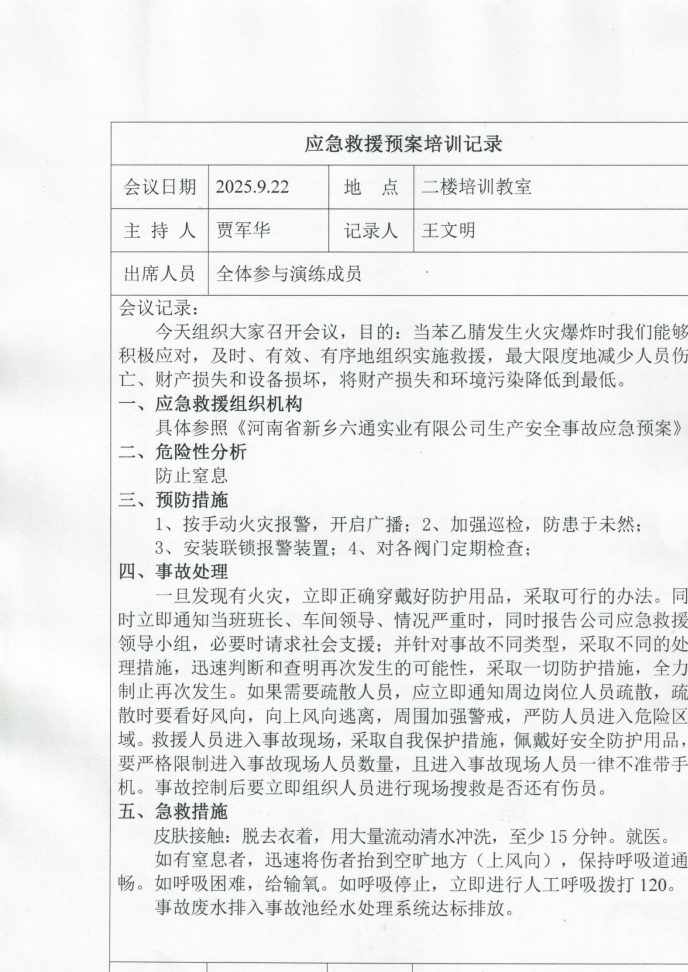 应急救援预案培训记录
会议日期 2025.9.22 地 点 二楼培训教室
主 持 人 贾军华 记录人 王文明
出席人员 全体参与演练成员
会议记录：
今天组织大家召开会议，目的：当苯乙腈发生火灾爆炸时我们能够
积极应对，及时、有效、有序地组织实施救援，最大限度地减少人员伤
亡、财产损失和设备损坏，将财产损失和环境污染降低到最低。
一、应急救援组织机构
具体参照《河南省新乡六通实业有限公司生产安全事故应急预案》
二、危险性分析
防止窒息
三、预防措施
1、按手动火灾报警，开启广播；2、加强巡检，防患于未然；
3、安装联锁报警装置；4、对各阀门定期检查；
四、事故处理
一旦发现有火灾，立即正确穿戴好防护用品，采取可行的办法。同
时立即通知当班班长、车间领导、情况严重时，同时报告公司应急救援
领导小组，必要时请求社会支援；并针对事故不同类型，采取不同的处
理措施，迅速判断和查明再次发生的可能性，采取一切防护措施，全力
制止再次发生。如果需要疏散人员，应立即通知周边岗位人员疏散，疏
散时要看好风向，向上风向逃离，周围加强警戒，严防人员进入危险区
域。救援人员进入事故现场，采取自我保护措施，佩戴好安全防护用品，
要严格限制进入事故现场人员数量，且进入事故现场人员一律不准带手
机。事故控制后要立即组织人员进行现场搜救是否还有伤员。
五、急救措施
皮肤接触：脱去衣着，用大量流动清水冲洗，至少 15 分钟。就医。
如有窒息者，迅速将伤者抬到空旷地方（上风向），保持呼吸道通
畅。如呼吸困难，给输氧。如呼吸停止，立即进行人工呼吸拨打 120。
事故废水排入事故池经水处理系统达标排放。